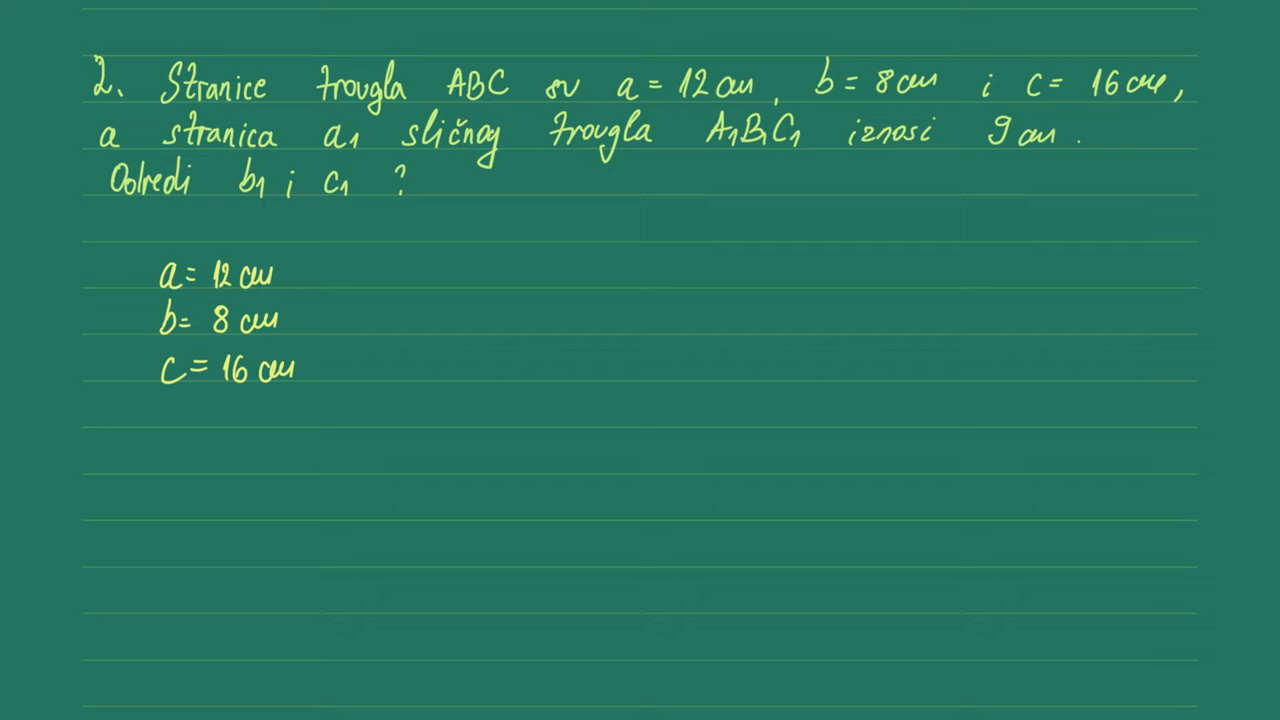 2. Stranice trougla ABC su a = 12 cm, b = 8 cm i c = 16 cm,
a stranica a₁ sličnog trougla A₁B₁C₁ iznosi 9 cm.
Odredi b₁ i c₁ ?
a = 12 cm
b = 8 cm
c = 16 cm